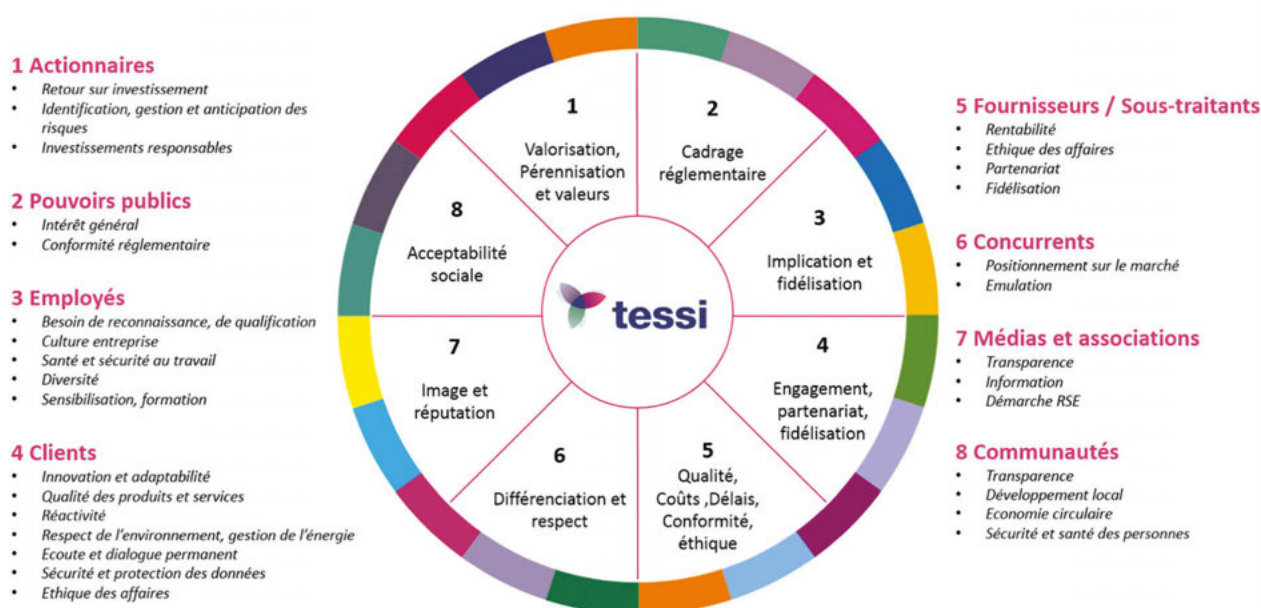 1 Actionnaires
• Retour sur investissement
• Identification, gestion et anticipation des
risques
• Investissements responsables
2 Pouvoirs publics
• Intérêt général
• Conformité réglementaire
3 Employés
• Besoin de reconnaissance, de qualification
• Culture entreprise
• Santé et sécurité au travail
• Diversité
• Sensibilisation, formation
4 Clients
• Innovation et adaptabilité
• Qualité des produits et services
• Réactivité
• Respect de l'environnement, gestion de l'énergie
• Ecoute et dialogue permanent
• Sécurité et protection des données
• Ethique des affaires
1
Valorisation,
Pérennisation
et valeurs
2
Cadrage
réglementaire
3
Implication et
fidélisation
4
Engagement,
partenariat,
fidélisation
5
Qualité,
Coûts ,Délais,
Conformité,
éthique
6
Différenciation et
respect
7
Image et
réputation
8
Acceptabilité
sociale
tessi
5 Fournisseurs / Sous-traitants
• Rentabilité
• Ethique des affaires
• Partenariat
• Fidélisation
6 Concurrents
• Positionnement sur le marché
• Emulation
7 Médias et associations
• Transparence
• Information
• Démarche RSE
8 Communautés
• Transparence
• Développement local
• Economie circulaire
• Sécurité et santé des personnes